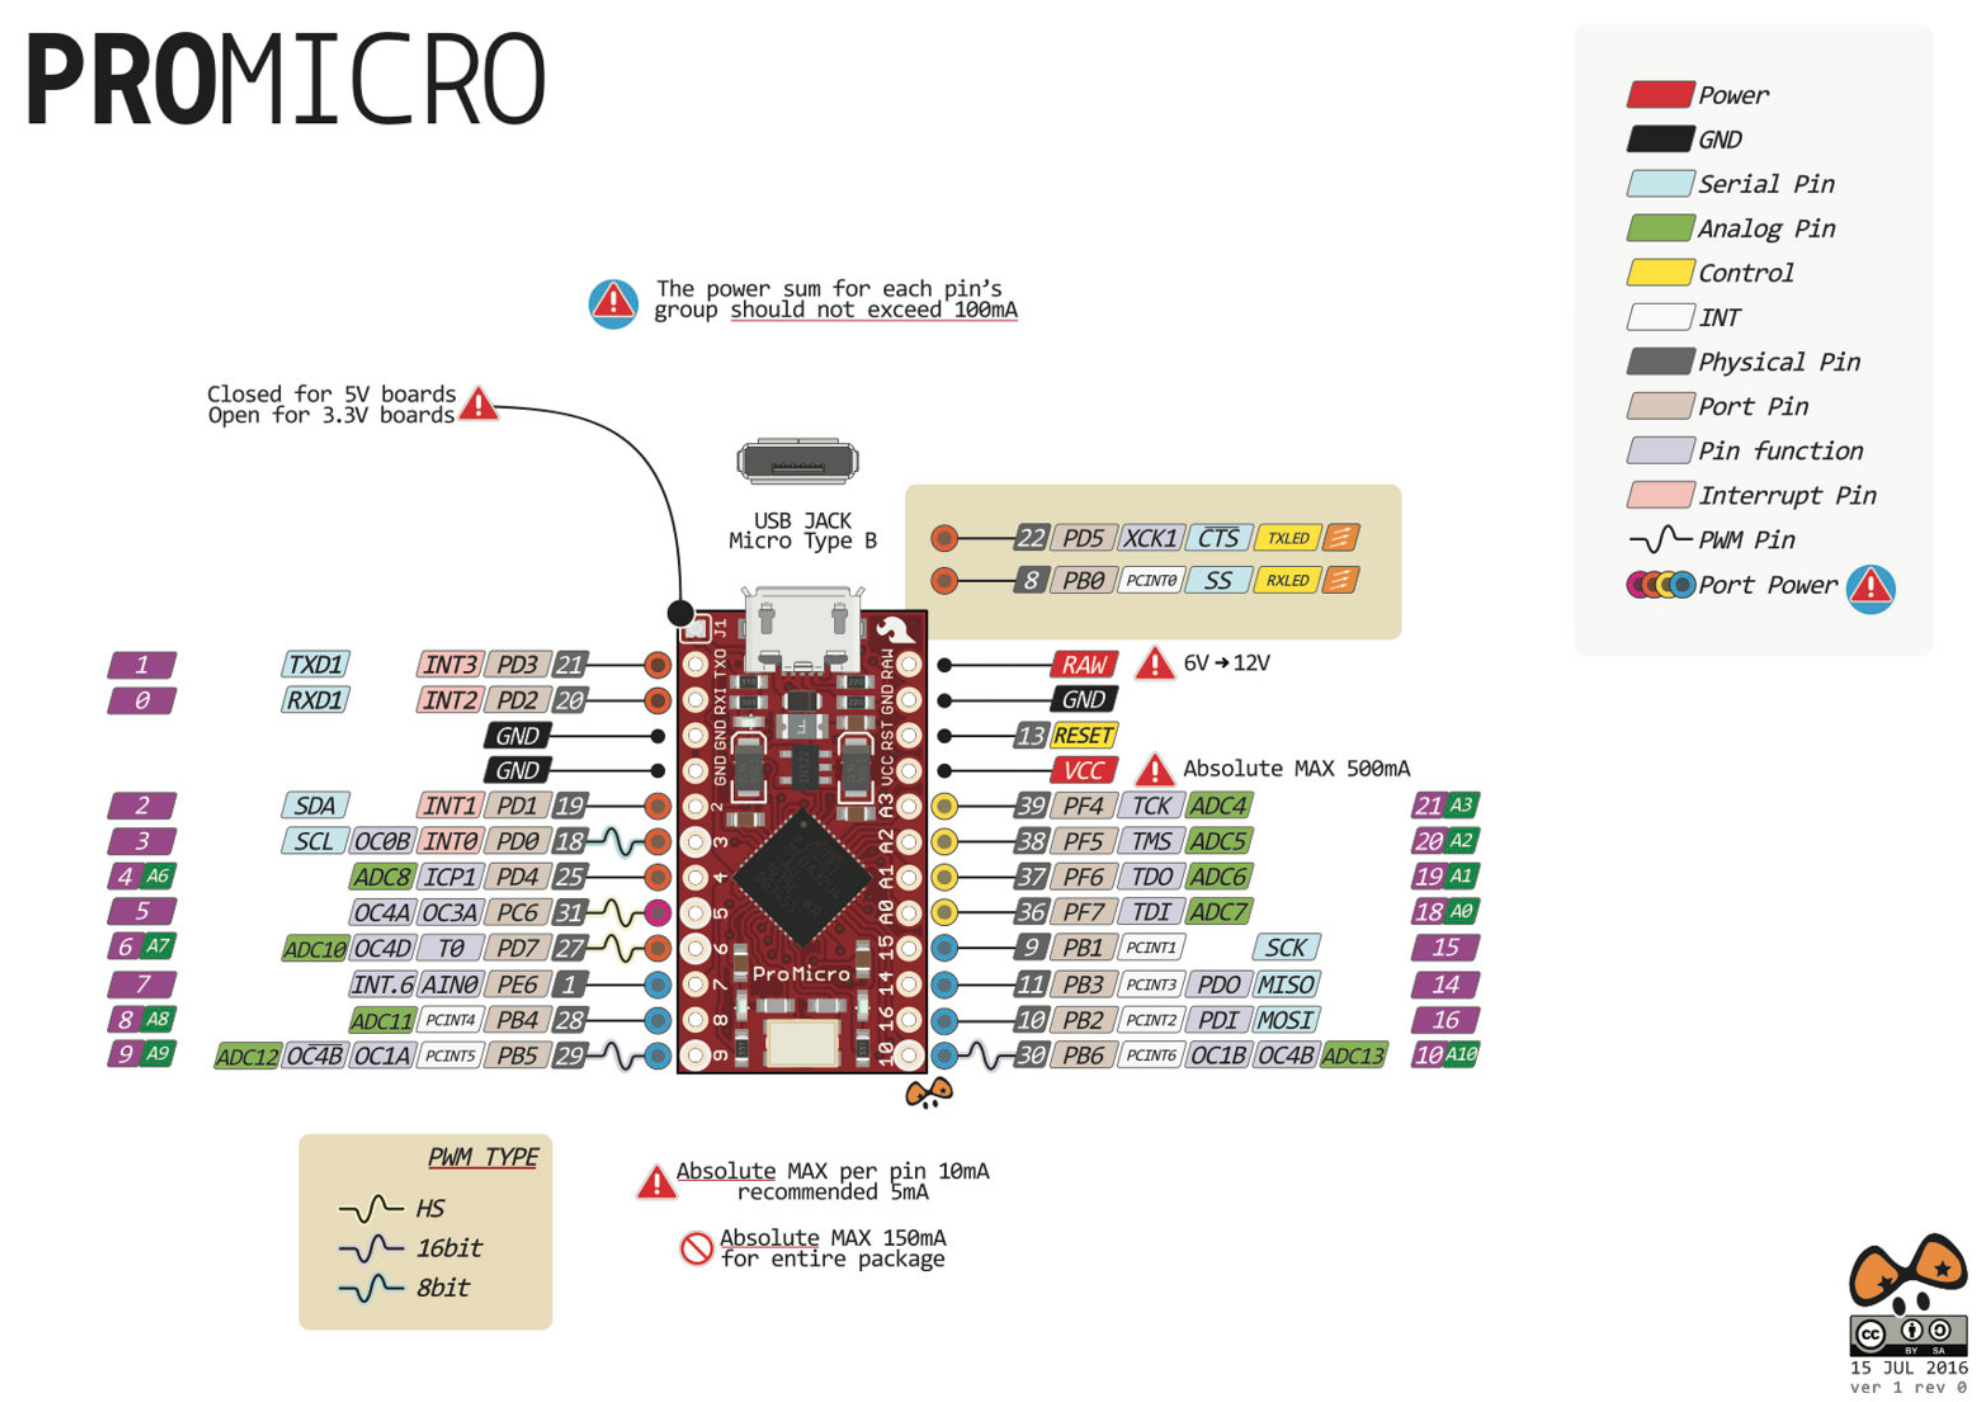 PROMICRO
Power
GND
Serial Pin
Analog Pin
Control
INT
Physical Pin
Port Pin
Pin function
Interrupt Pin
PWM Pin
Port Power
The power sum for each pin's
group should not exceed 100mA
Closed for 5V boards
Open for 3.3V boards
USB JACK
Micro Type B
22 PD5 XCK1 CTS TXLED
8 PB0 PCINT0 SS RXLED
J1
1 TXD1 INT3 PD3 21 TXO RAW RAW 6V→12V
0 RXD1 INT2 PD2 20 RXI GND GND
GND GND RST 13 RESET
GND GND VCC VCC Absolute MAX 500mA
2 SDA INT1 PD1 19 2 A3 39 PF4 TCK ADC4 21 A3
3 SCL OC0B INT0 PD0 18 3 A2 38 PF5 TMS ADC5 20 A2
4 A6 ADC8 ICP1 PD4 25 4 A1 37 PF6 TDO ADC6 19 A1
5 OC4A OC3A PC6 31 5 A0 36 PF7 TDI ADC7 18 A0
6 A7 ADC10 OC4D T0 PD7 27 6 15 9 PB1 PCINT1 SCK 15
ProMicro
7 INT.6 AIN0 PE6 1 7 14 11 PB3 PCINT3 PDO MISO 14
8 A8 ADC11 PCINT4 PB4 28 8 16 10 PB2 PCINT2 PDI MOSI 16
9 A9 ADC12 OC4B OC1A PCINT5 PB5 29 9 10 30 PB6 PCINT6 OC1B OC4B ADC13 10 A10
PWM TYPE
HS
16bit
8bit
Absolute MAX per pin 10mA
recommended 5mA
Absolute MAX 150mA
for entire package
cc
BY SA
15 JUL 2016
ver 1 rev 0